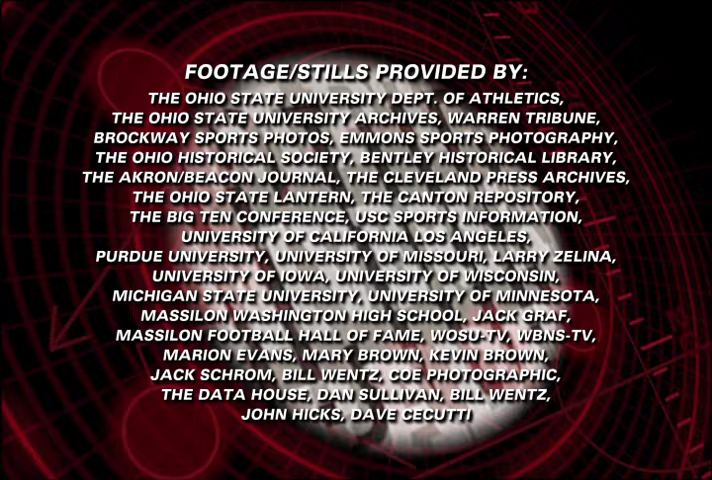 FOOTAGE/STILLS PROVIDED BY:
THE OHIO STATE UNIVERSITY DEPT. OF ATHLETICS,
THE OHIO STATE UNIVERSITY ARCHIVES, WARREN TRIBUNE,
BROCKWAY SPORTS PHOTOS, EMMONS SPORTS PHOTOGRAPHY,
THE OHIO HISTORICAL SOCIETY, BENTLEY HISTORICAL LIBRARY,
THE AKRON/BEACON JOURNAL, THE CLEVELAND PRESS ARCHIVES,
THE OHIO STATE LANTERN, THE CANTON REPOSITORY,
THE BIG TEN CONFERENCE, USC SPORTS INFORMATION,
UNIVERSITY OF CALIFORNIA LOS ANGELES,
PURDUE UNIVERSITY, UNIVERSITY OF MISSOURI, LARRY ZELINA,
UNIVERSITY OF IOWA, UNIVERSITY OF WISCONSIN,
MICHIGAN STATE UNIVERSITY, UNIVERSITY OF MINNESOTA,
MASSILON WASHINGTON HIGH SCHOOL, JACK GRAF,
MASSILON FOOTBALL HALL OF FAME, WOSU-TV, WBNS-TV,
MARION EVANS, MARY BROWN, KEVIN BROWN,
JACK SCHROM, BILL WENTZ, COE PHOTOGRAPHIC,
THE DATA HOUSE, DAN SULLIVAN, BILL WENTZ,
JOHN HICKS, DAVE CECUTTI